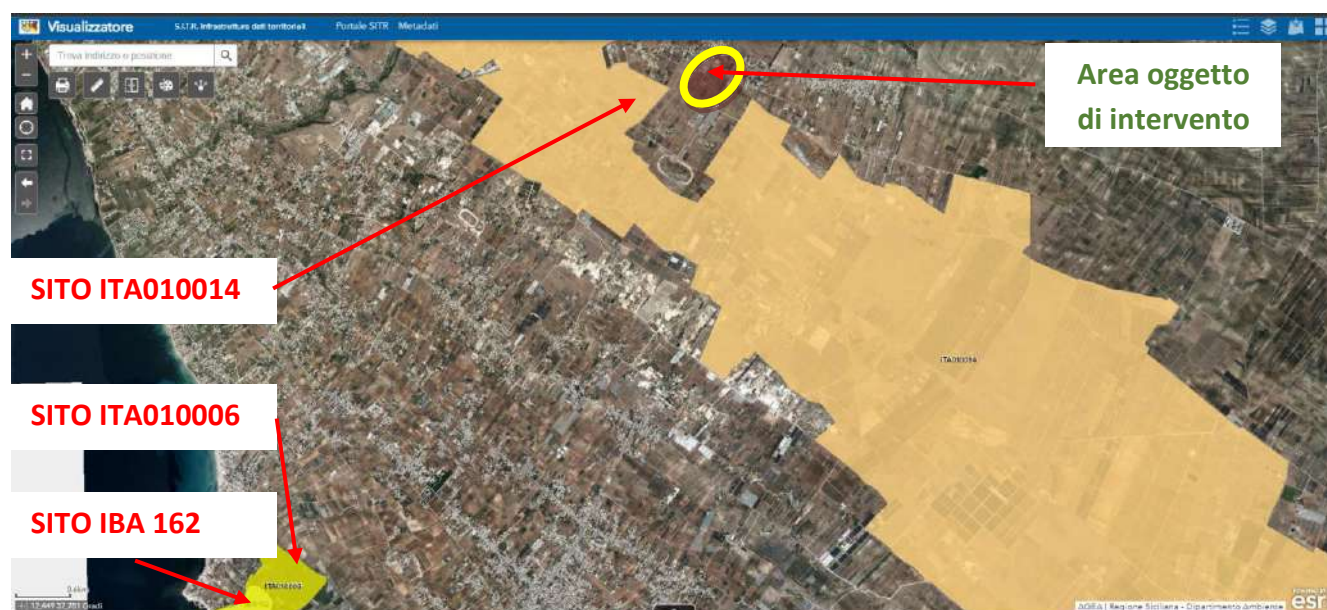 Visualizzatore
S.I.T.R. Infrastruttura dati territoriali
Portale SITR Metadati
Trova indirizzo o posizione
Area oggetto
di intervento
SITO ITA010014
ITA010014
SITO ITA010006
SITO IBA 162
ITA010006
AGEA | Regione Siciliana - Dipartimento Ambiente
esri